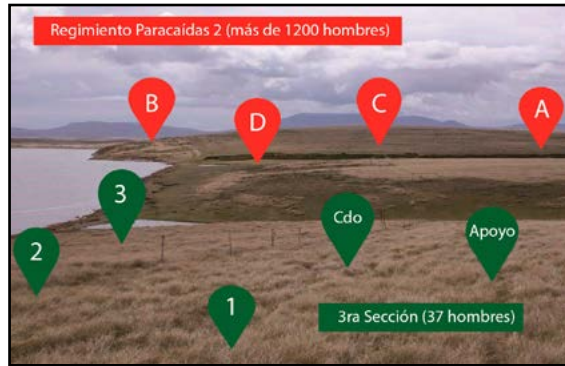 Regimiento Paracaídas 2 (más de 1200 hombres)
B
D
C
A
3
2
Cdo
Apoyo
1
3ra Sección (37 hombres)